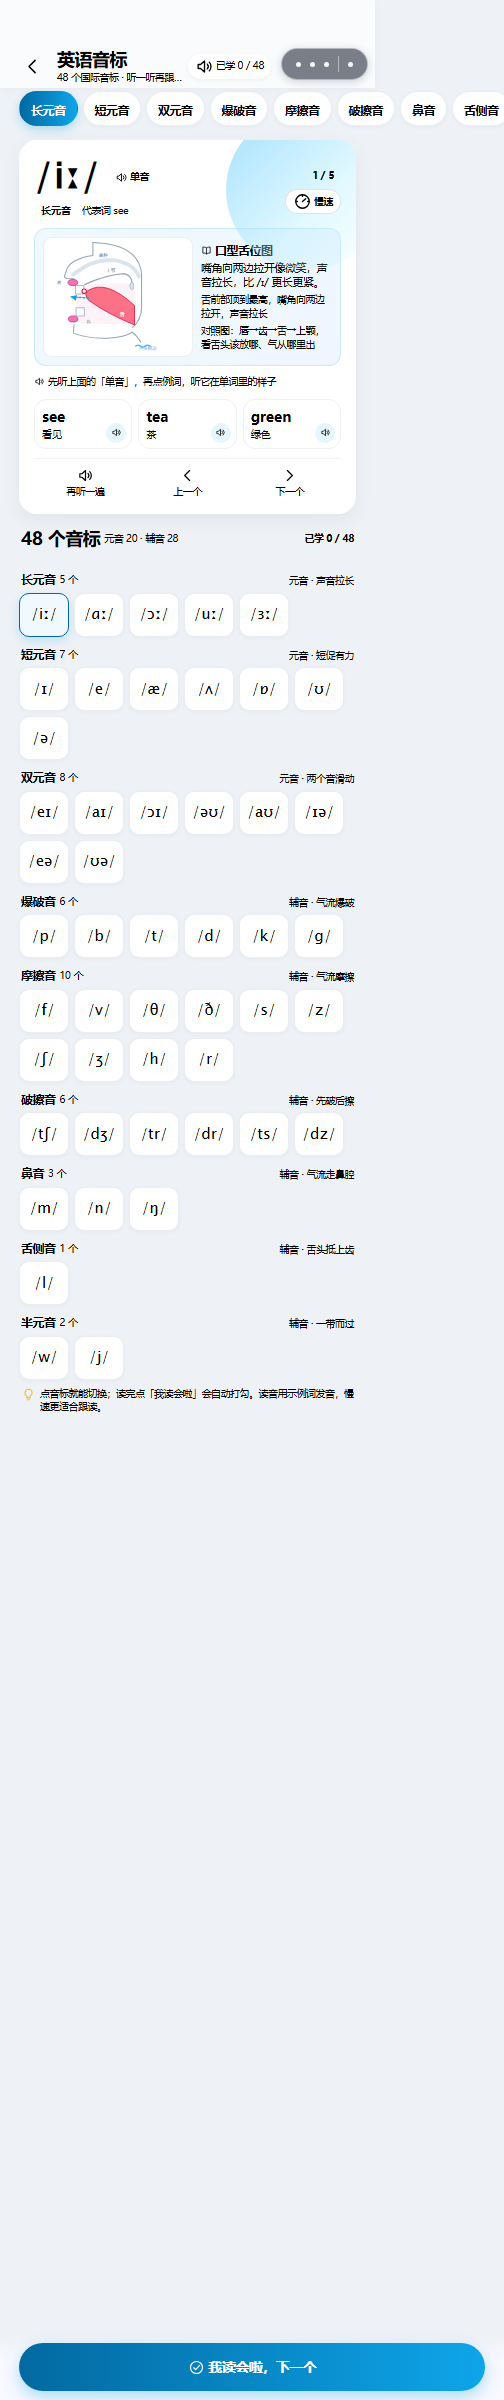 英语音标
48 个国际音标 · 听一听再跟...
已学 0 / 48
长元音 短元音 双元音 爆破音 摩擦音 破擦音 鼻音 舌侧音
/iː/
单音
1 / 5
长元音 代表词 see
慢速
口型舌位图
嘴角向两边拉开像微笑，声
音拉长，比 /ɪ/ 更长更紧。
舌前部顶到最高，嘴角向两边
拉开，声音拉长
对照图：唇→齿→舌→上颚，
看舌头该放哪、气从哪里出
先听上面的「单音」，再点例词，听它在单词里的样子
see
看见
tea
茶
green
绿色
再听一遍
上一个
下一个
48 个音标 元音 20 · 辅音 28
已学 0 / 48
长元音 5 个
元音 · 声音拉长
/iː/ /ɑː/ /ɔː/ /uː/ /ɜː/
短元音 7 个
元音 · 短促有力
/ɪ/ /e/ /æ/ /ʌ/ /ɒ/ /ʊ/
/ə/
双元音 8 个
元音 · 两个音滑动
/eɪ/ /aɪ/ /ɔɪ/ /əʊ/ /aʊ/ /ɪə/
/eə/ /ʊə/
爆破音 6 个
辅音 · 气流爆破
/p/ /b/ /t/ /d/ /k/ /g/
摩擦音 10 个
辅音 · 气流摩擦
/f/ /v/ /θ/ /ð/ /s/ /z/
/ʃ/ /ʒ/ /h/ /r/
破擦音 6 个
辅音 · 先破后擦
/tʃ/ /dʒ/ /tr/ /dr/ /ts/ /dz/
鼻音 3 个
辅音 · 气流走鼻腔
/m/ /n/ /ŋ/
舌侧音 1 个
辅音 · 舌头抵上齿
/l/
半元音 2 个
辅音 · 一带而过
/w/ /j/
点音标就能切换；读完点「我读会啦」会自动打勾。读音用示例词发音，慢
速更适合跟读。
我读会啦，下一个